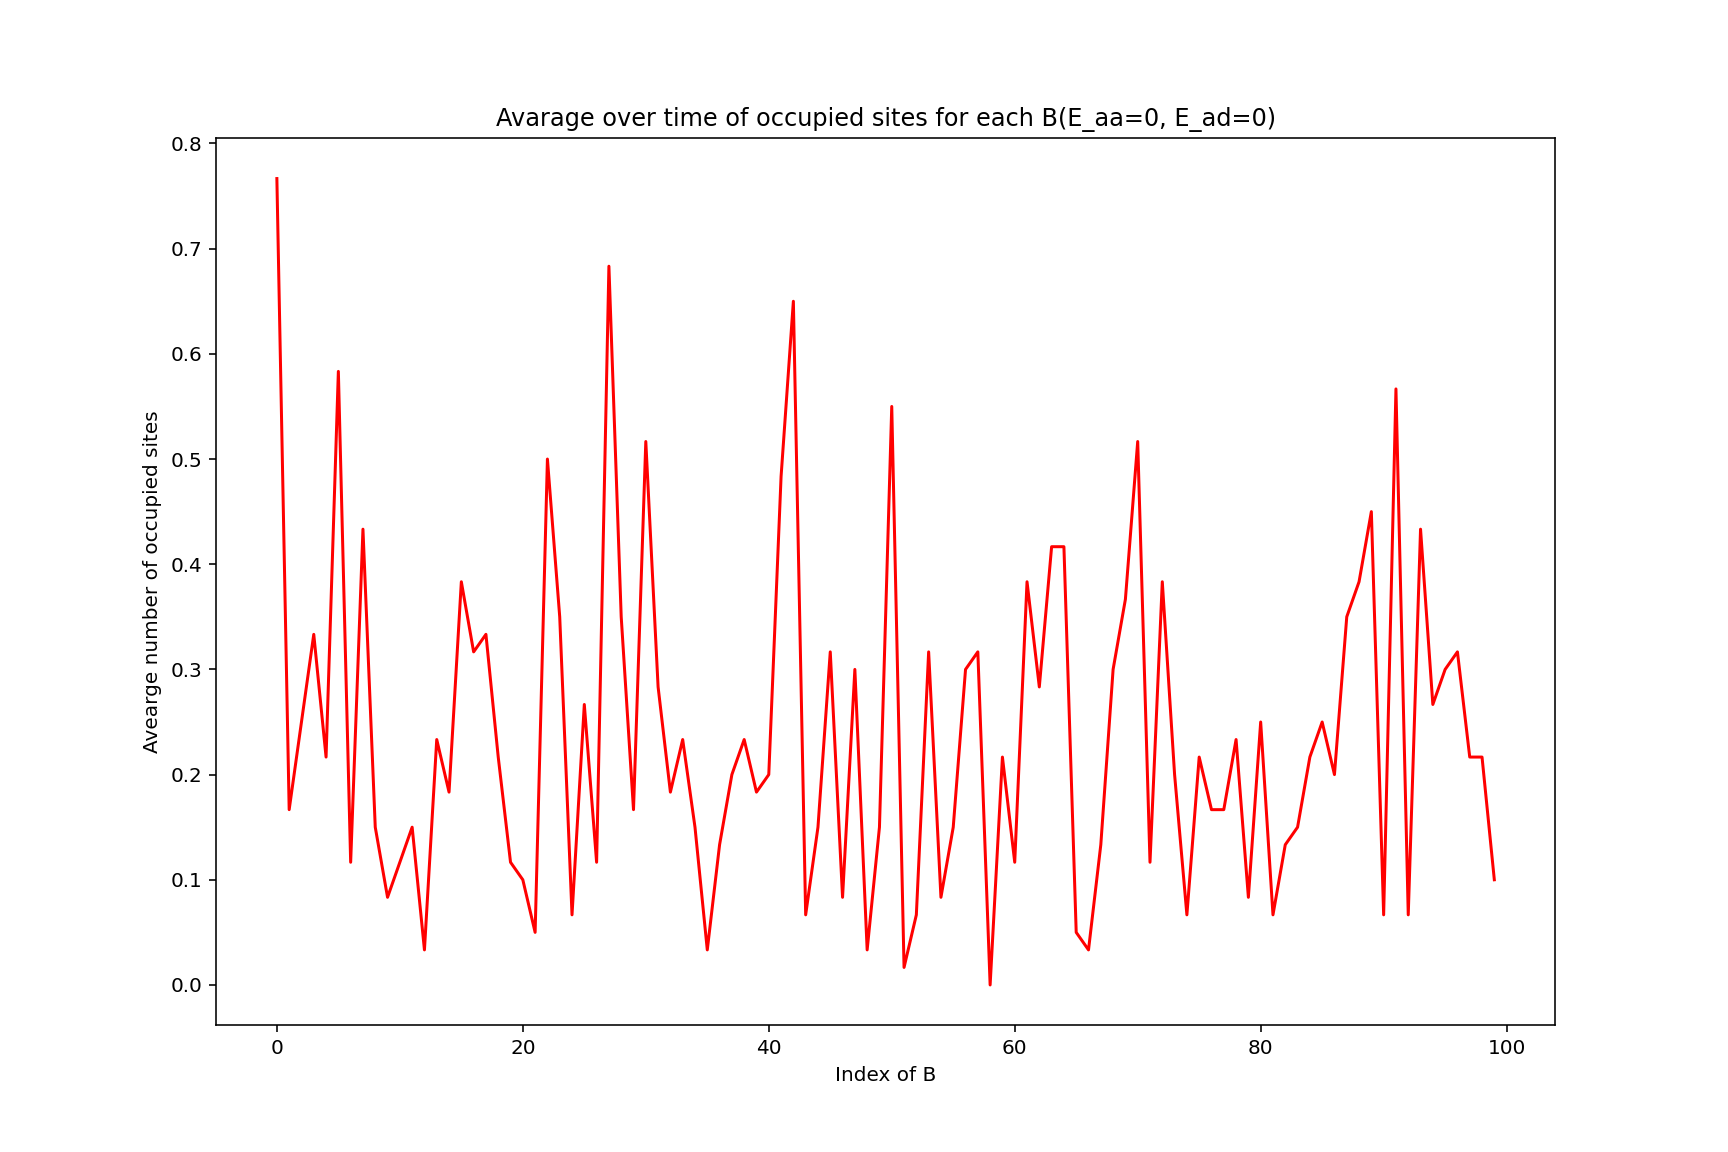 Avarage over time of occupied sites for each B(E_aa=0, E_ad=0)
Avearge number of occupied sites
0.8
0.7
0.6
0.5
0.4
0.3
0.2
0.1
0.0
0 20 40 60 80 100
Index of B